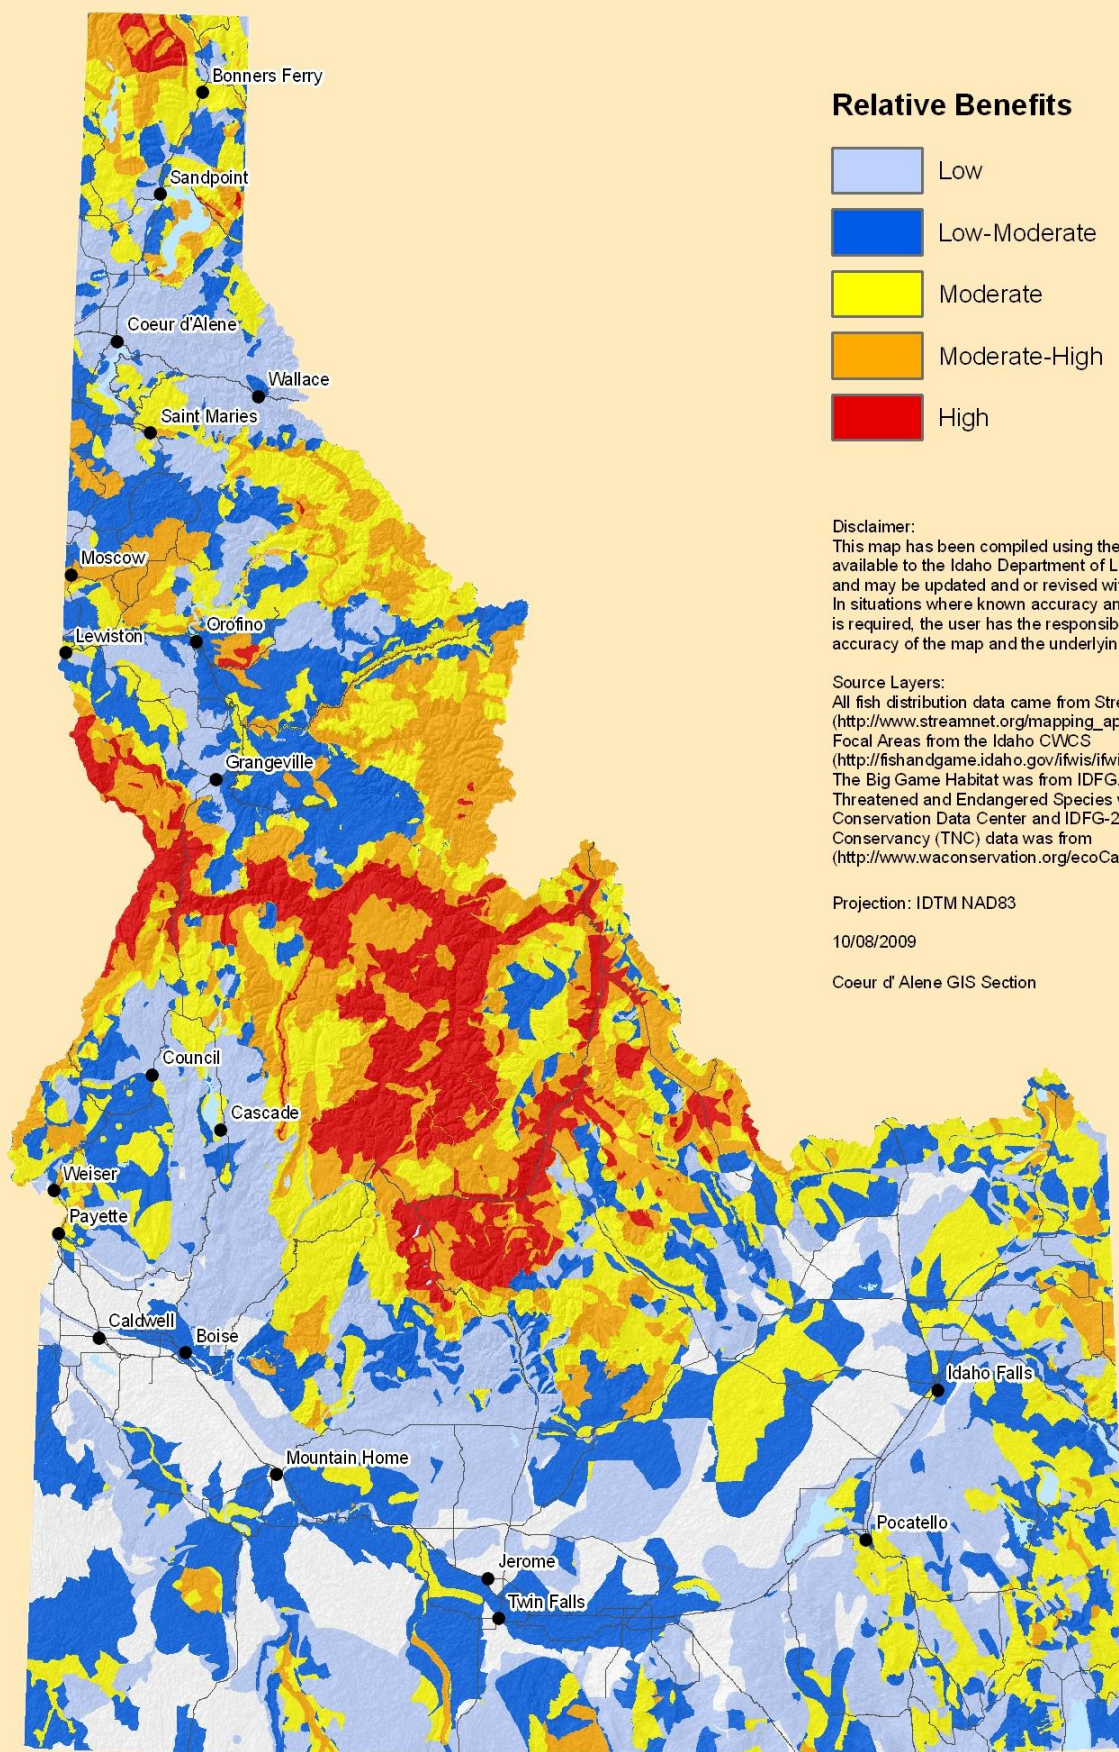 Bonners Ferry
Relative Benefits
Low
Sandpoint
Low-Moderate
Moderate
Coeur d'Alene
Moderate-High
Wallace
Saint Maries
High
Disclaimer:
This map has been compiled using the
available to the Idaho Department of L
and may be updated and or revised wi
In situations where known accuracy an
is required, the user has the responsib
accuracy of the map and the underlyin
Moscow
Orofino
Lewiston
Source Layers:
All fish distribution data came from Stre
(http://www.streamnet.org/mapping_ap
Focal Areas from the Idaho CWCS
(http://fishandgame.idaho.gov/ifwis/ifwi
The Big Game Habitat was from IDFG
Threatened and Endangered Species
Conservation Data Center and IDFG-2
Conservancy (TNC) data was from
(http://www.waconservation.org/ecoCa
Grangeville
Projection: IDTM NAD83
10/08/2009
Coeur d' Alene GIS Section
Council
Cascade
Weiser
Payette
Caldwell
Boise
Idaho Falls
Mountain Home
Pocatello
Jerome
Twin Falls